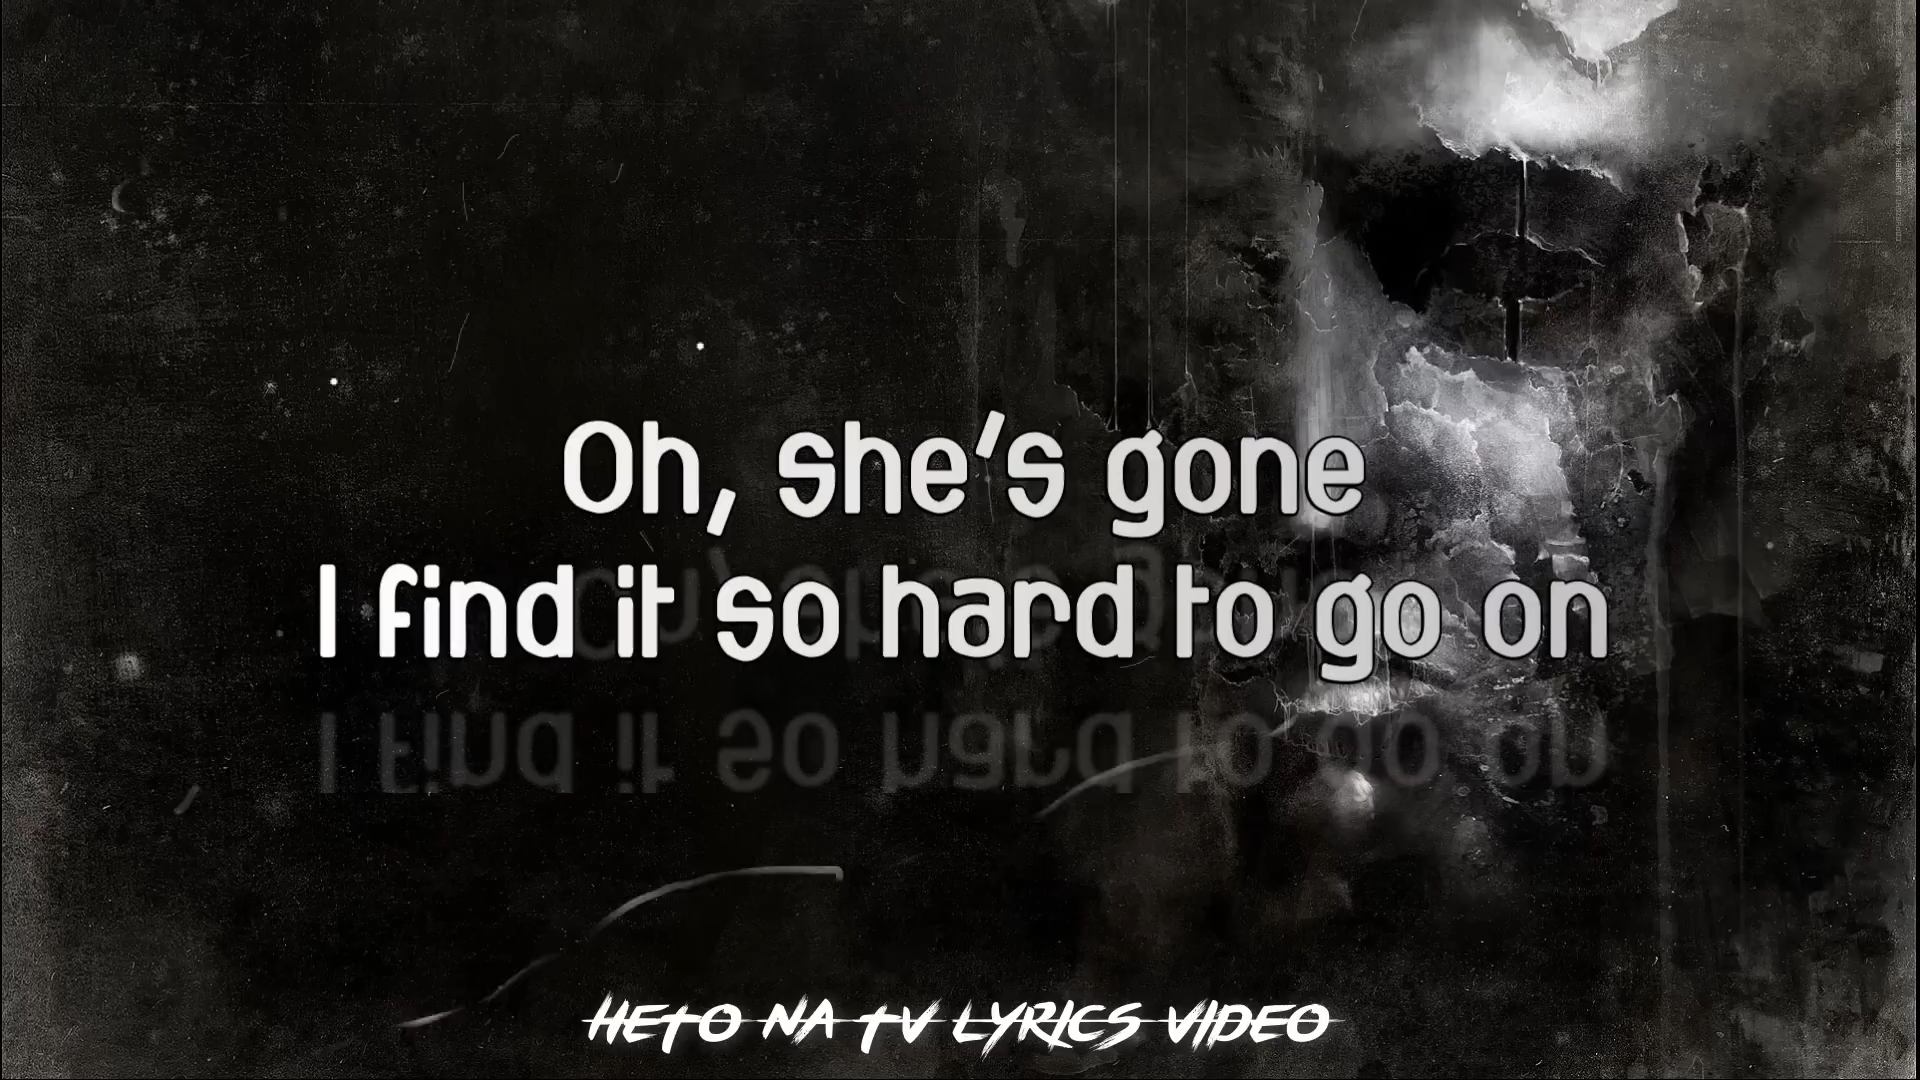 Oh, she's gone
I find it so hard to go on
HETO NA TV LYRICS VIDEO